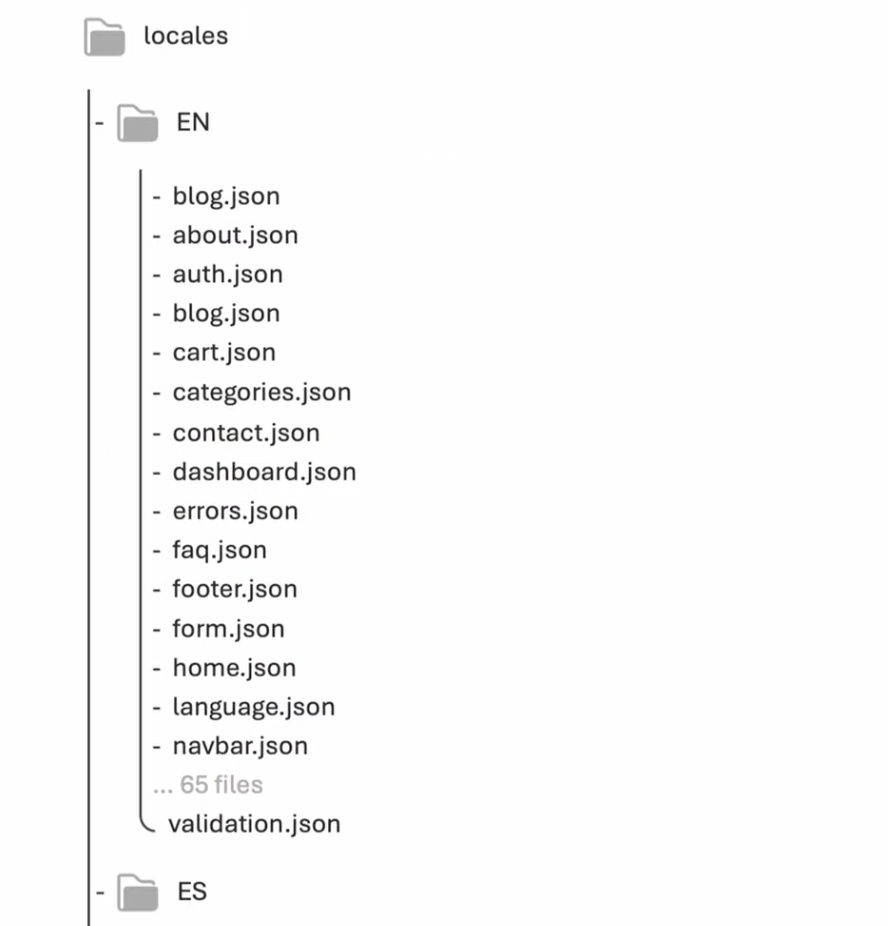 locales
- EN
- blog.json
- about.json
- auth.json
- blog.json
- cart.json
- categories.json
- contact.json
- dashboard.json
- errors.json
- faq.json
- footer.json
- form.json
- home.json
- language.json
- navbar.json
... 65 files
validation.json
- ES